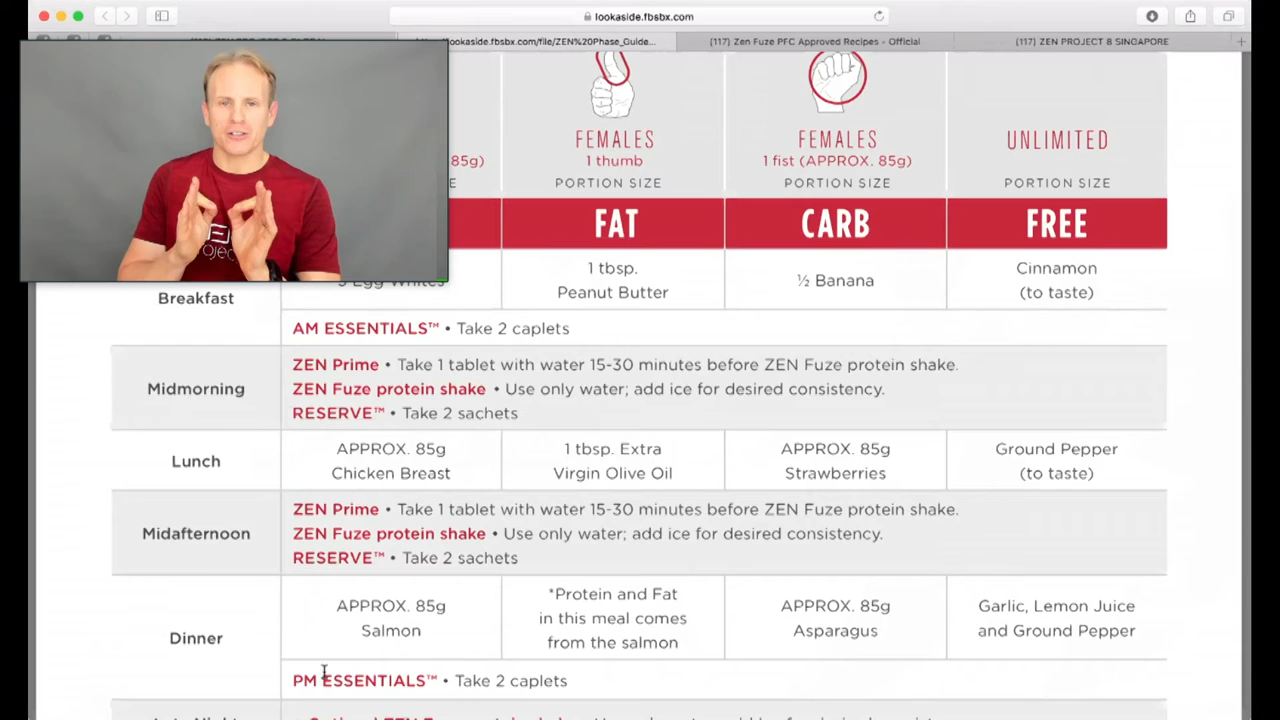 lookaside.fbsbx.com
lookaside.fbsbx.com/file/ZEN%20Phase_Guide...
(117) Zen Fuze PFC Approved Recipes - Official
(117) ZEN PROJECT 8 SINGAPORE
85g)
FEMALES
1 thumb
PORTION SIZE
FEMALES
1 fist (APPROX. 85g)
PORTION SIZE
UNLIMITED
PORTION SIZE
FAT
CARB
FREE
Breakfast
Egg Whites
1 tbsp.
Peanut Butter
½ Banana
Cinnamon
(to taste)
AM ESSENTIALS™ • Take 2 caplets
Midmorning
ZEN Prime • Take 1 tablet with water 15-30 minutes before ZEN Fuze protein shake.
ZEN Fuze protein shake • Use only water; add ice for desired consistency.
RESERVE™ • Take 2 sachets
Lunch
APPROX. 85g
Chicken Breast
1 tbsp. Extra
Virgin Olive Oil
APPROX. 85g
Strawberries
Ground Pepper
(to taste)
Midafternoon
ZEN Prime • Take 1 tablet with water 15-30 minutes before ZEN Fuze protein shake.
ZEN Fuze protein shake • Use only water; add ice for desired consistency.
RESERVE™ • Take 2 sachets
Dinner
APPROX. 85g
Salmon
*Protein and Fat
in this meal comes
from the salmon
APPROX. 85g
Asparagus
Garlic, Lemon Juice
and Ground Pepper
PM ESSENTIALS™ • Take 2 caplets